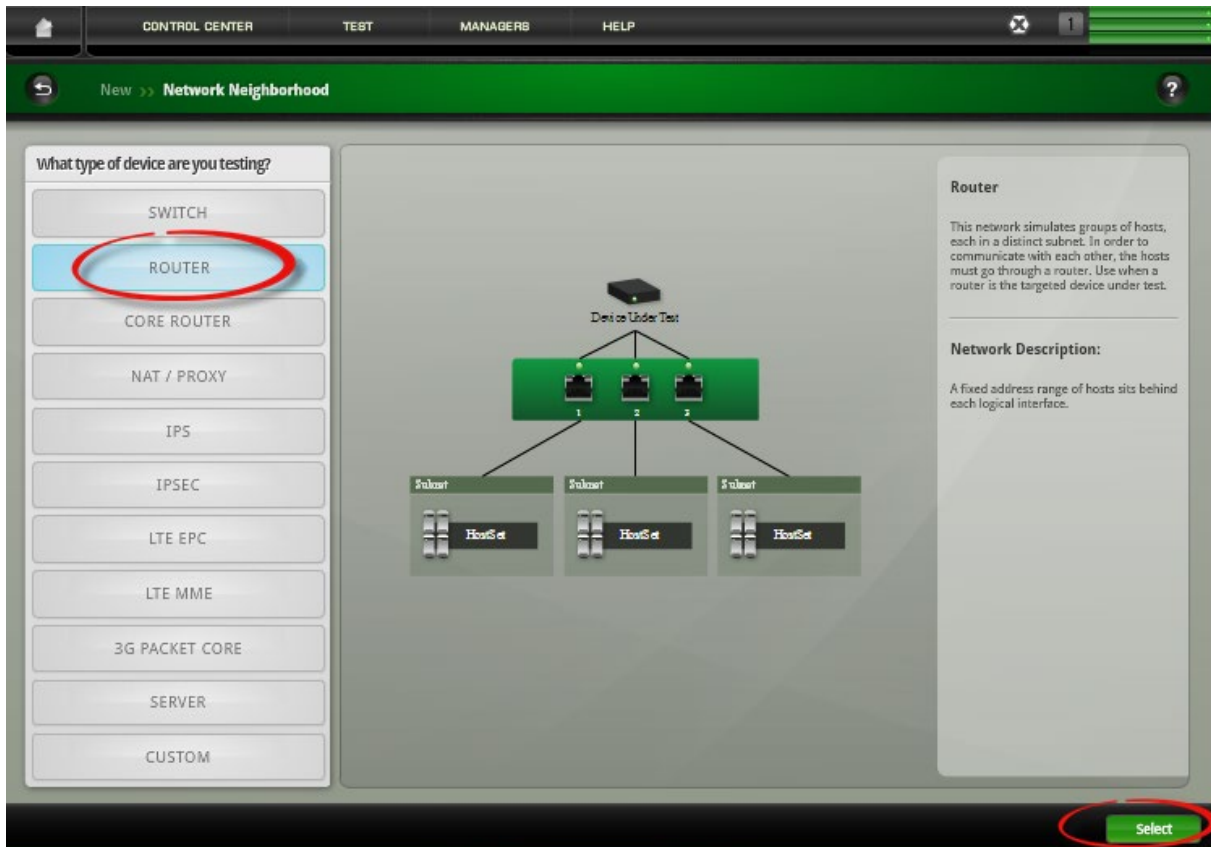 CONTROL CENTER
TEST
MANAGERS
HELP
1
New >> Network Neighborhood
?
What type of device are you testing?
SWITCH
ROUTER
CORE ROUTER
NAT / PROXY
IPS
IPSEC
LTE EPC
LTE MME
3G PACKET CORE
SERVER
CUSTOM
Device Under Test
1 2 3
Subnet
HostSet
Subnet
HostSet
Subnet
HostSet
Router
This network simulates groups of hosts,
each in a distinct subnet. In order to
communicate with each other, the hosts
must go through a router. Use when a
router is the targeted device under test.
Network Description:
A fixed address range of hosts sits behind
each logical interface.
Select